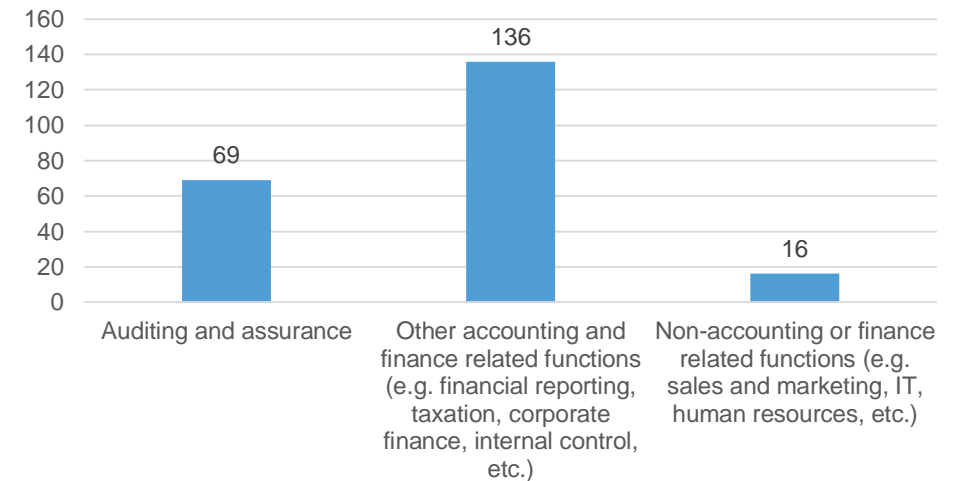 160
140
120
100
80
60
40
20
0
69
136
16
Auditing and assurance
Other accounting and
finance related functions
(e.g. financial reporting,
taxation, corporate
finance, internal control,
etc.)
Non-accounting or finance
related functions (e.g.
sales and marketing, IT,
human resources, etc.)